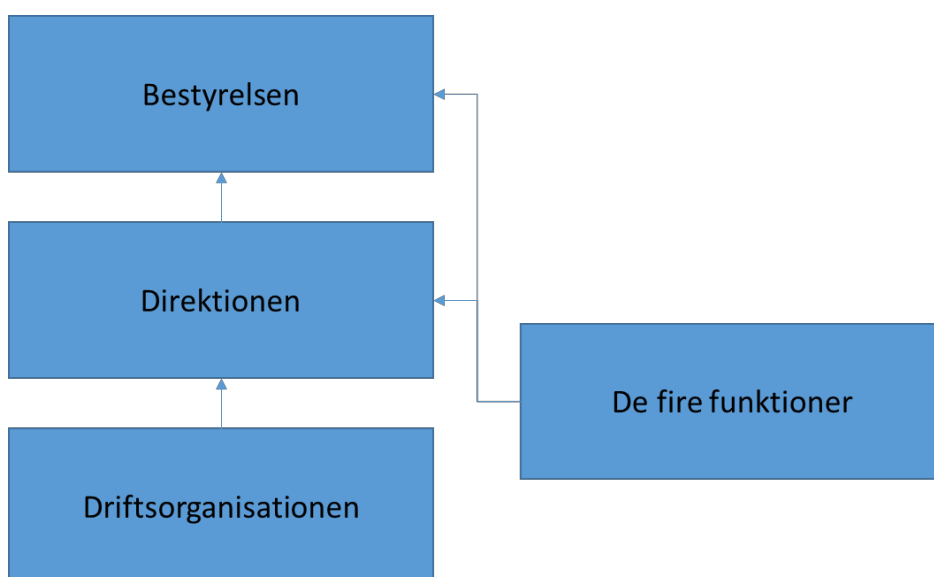 Bestyrelsen
Direktionen
De fire funktioner
Driftsorganisationen